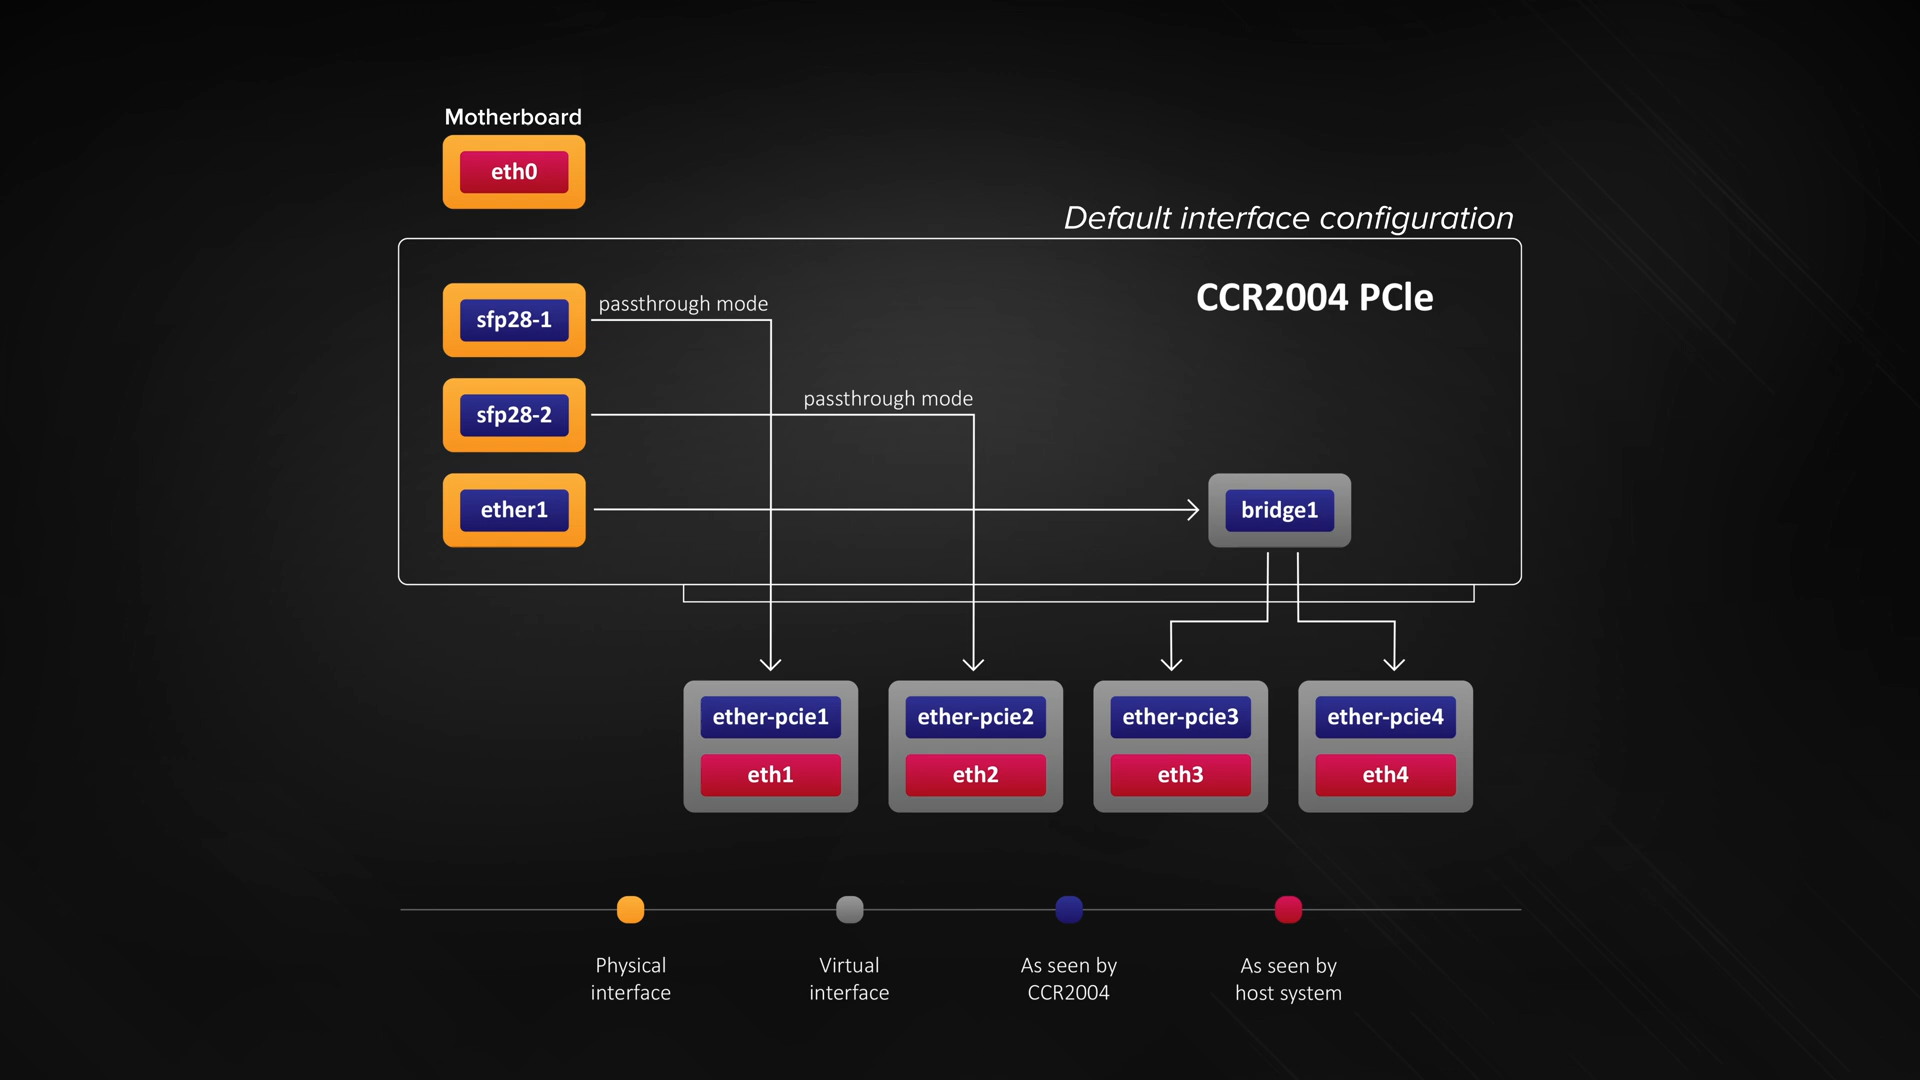 Motherboard
eth0
Default interface configuration
CCR2004 PCIe
sfp28-1
passthrough mode
sfp28-2
passthrough mode
ether1
bridge1
ether-pcie1
ether-pcie2
ether-pcie3
ether-pcie4
eth1
eth2
eth3
eth4
Physical
interface
Virtual
interface
As seen by
CCR2004
As seen by
host system